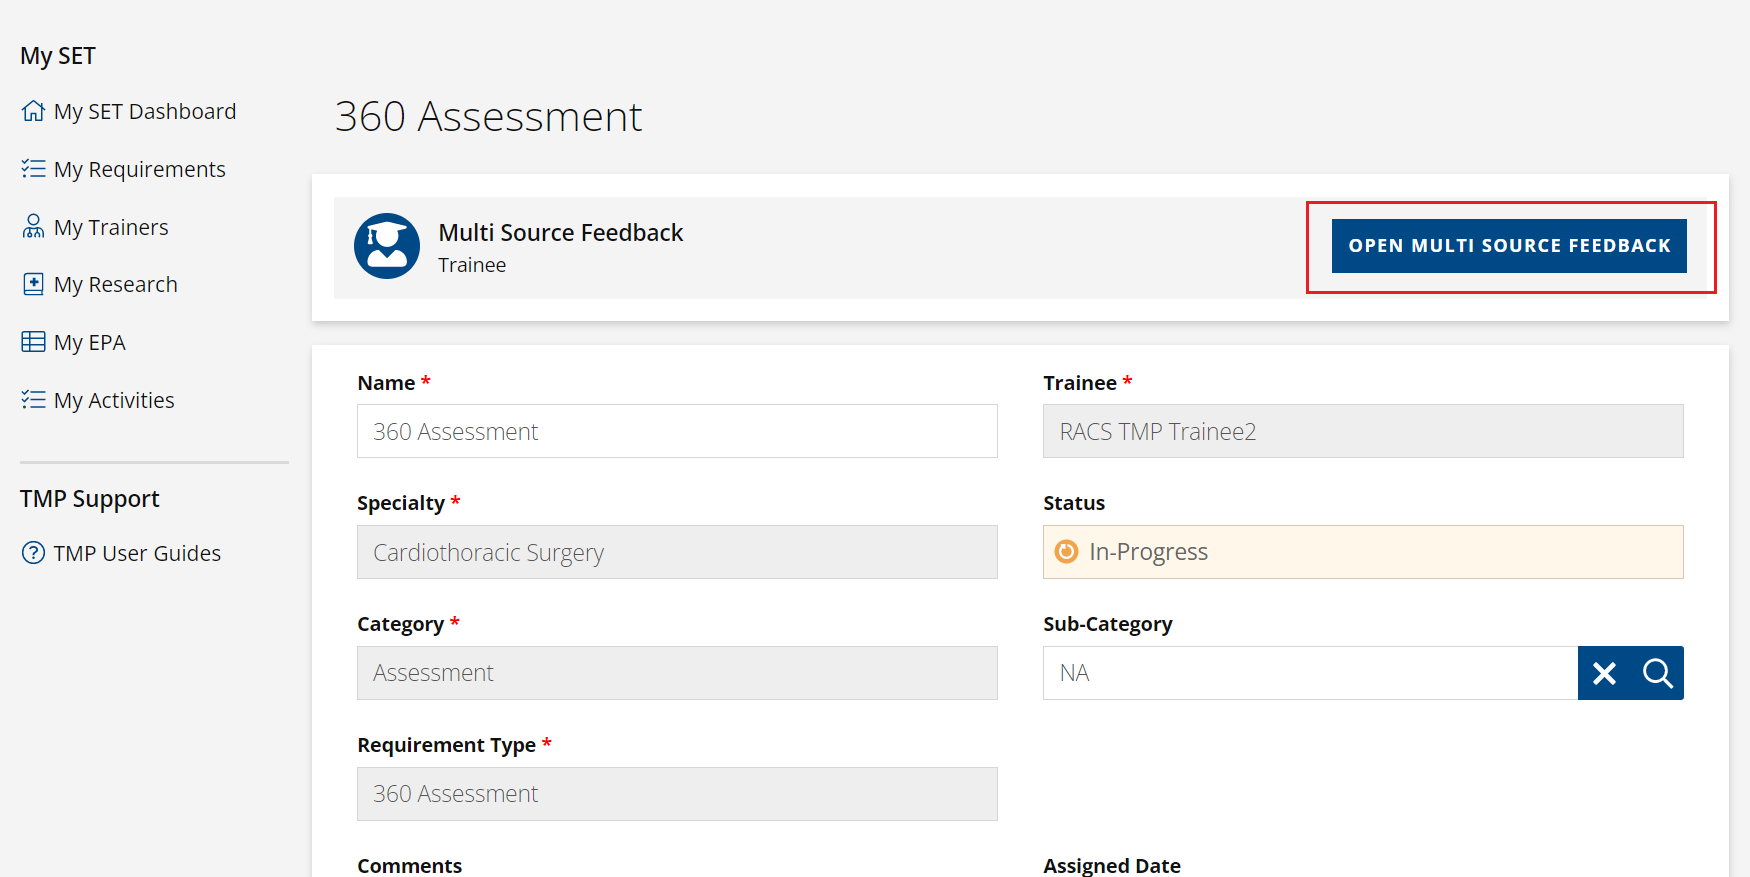 My SET
My SET Dashboard
My Requirements
My Trainers
My Research
My EPA
My Activities
TMP Support
TMP User Guides
360 Assessment
Multi Source Feedback
Trainee
OPEN MULTI SOURCE FEEDBACK
Name *
360 Assessment
Trainee *
RACS TMP Trainee2
Specialty *
Cardiothoracic Surgery
Status
In-Progress
Category *
Assessment
Sub-Category
NA
Requirement Type *
360 Assessment
Comments
Assigned Date